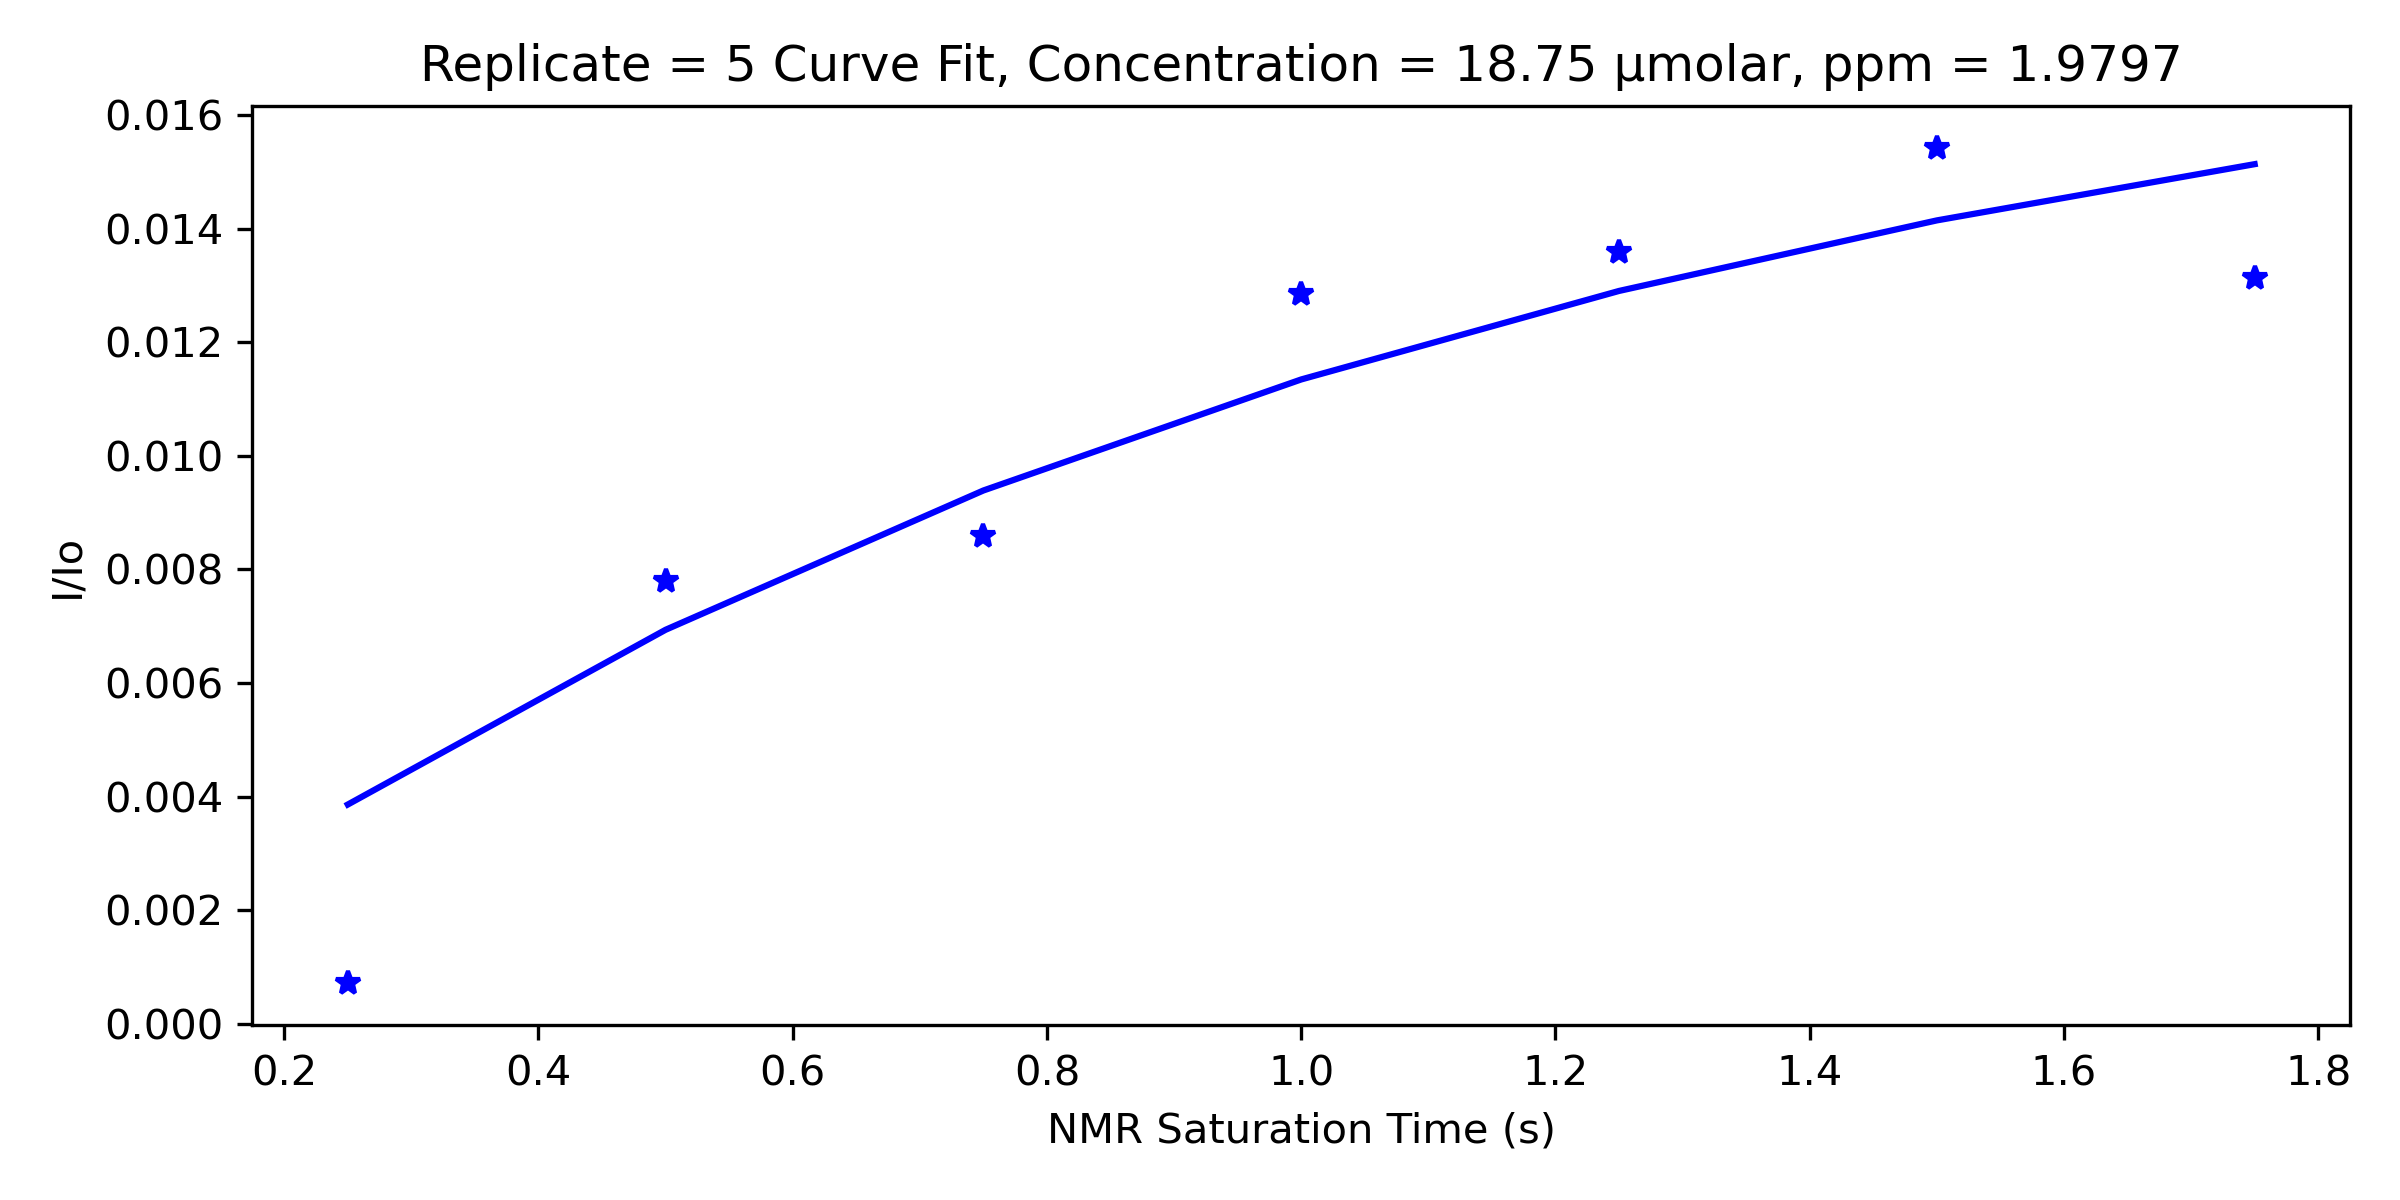 Replicate = 5 Curve Fit, Concentration = 18.75 μmolar, ppm = 1.9797
0.016
0.014
0.012
0.010
0.008
0.006
0.004
0.002
0.000
I/Io
0.2 0.4 0.6 0.8 1.0 1.2 1.4 1.6 1.8
NMR Saturation Time (s)